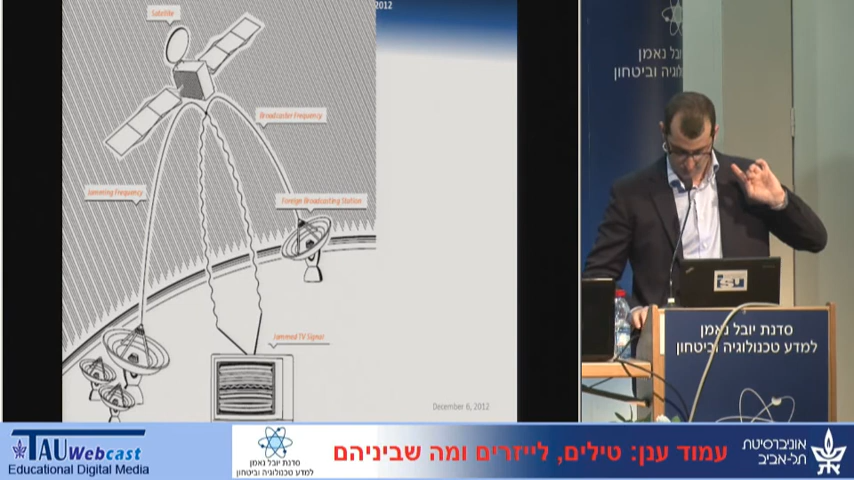 2012
Satellite
Broadcaster Frequency
Jamming Frequency
Foreign Broadcasting Station
Jammed TV Signal
December 6, 2012
יובל נאמן
וביטחון
סדנת יובל נאמן
למדע טכנולוגיה וביטחון
TAU Webcast
Educational Digital Media
סדנת יובל נאמן
למדע טכנולוגיה וביטחון
עמוד ענן: טילים, לייזרים ומה שביניהם
אוניברסיטת
תל-אביב